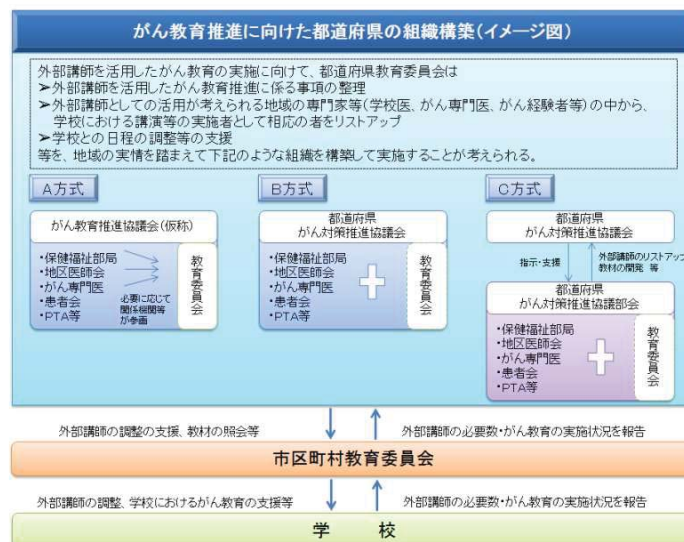 がん教育推進に向けた都道府県の組織構築(イメージ図)
外部講師を活用したがん教育の実施に向けて、都道府県教育委員会は
➢外部講師を活用したがん教育推進に係る事項の整理
➢外部講師としての活用が考えられる地域の専門家等(学校医、がん専門医、がん経験者等)の中から、
学校における講演等の実施者として相応の者をリストアップ
➢学校との日程の調整等の支援
等を、地域の実情を踏まえて下記のような組織を構築して実施することが考えられる。
A方式
がん教育推進協議会(仮称)
・保健福祉部局
・地区医師会
・がん専門医
・患者会
・PTA等
必要に応じて
関係機関等
が参画
教育委員会
B方式
都道府県
がん対策推進協議会
・保健福祉部局
・地区医師会
・がん専門医
・患者会
・PTA等
教育委員会
C方式
都道府県
がん対策推進協議会
指示・支援
外部講師のリストアップ
教材の開発 等
都道府県
がん対策推進協議部会
・保健福祉部局
・地区医師会
・がん専門医
・患者会
・PTA等
教育委員会
外部講師の調整の支援、教材の照会等
外部講師の必要数・がん教育の実施状況を報告
市区町村教育委員会
外部講師の調整、学校におけるがん教育の支援等
外部講師の必要数・がん教育の実施状況を報告
学 校